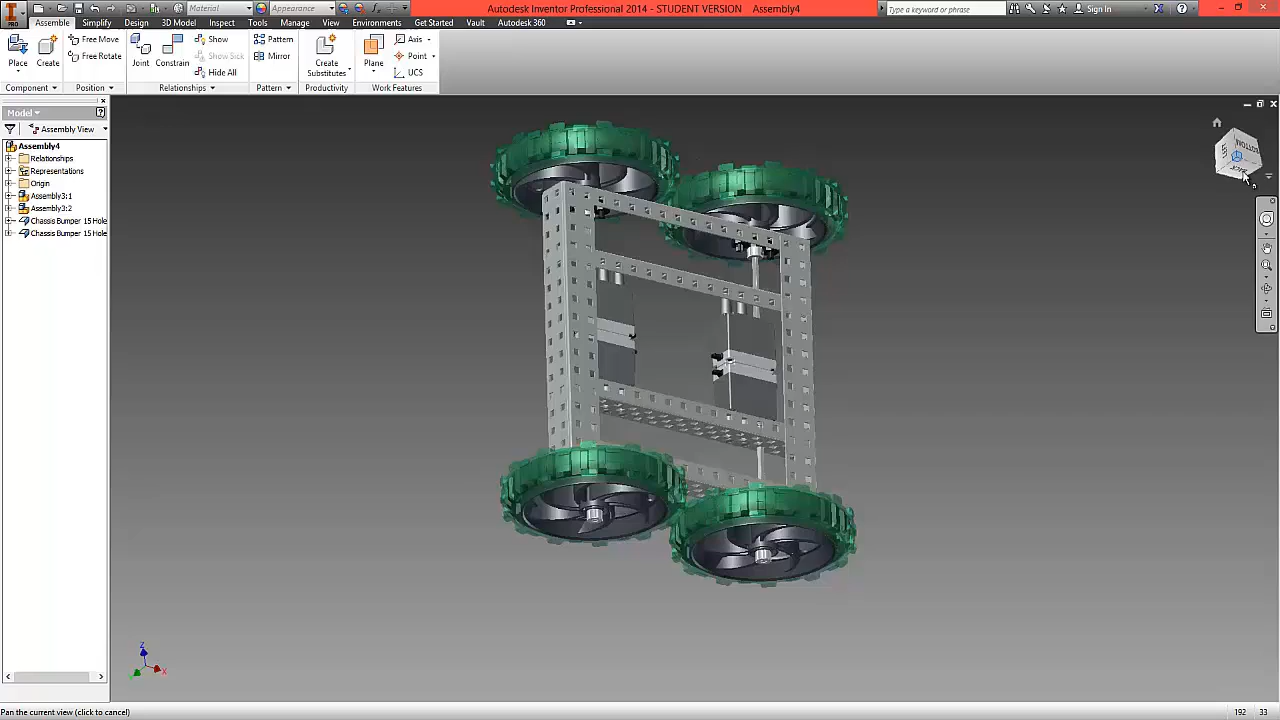 Material
Appearance
Autodesk Inventor Professional 2014 - STUDENT VERSION Assembly4
Type a keyword or phrase
Sign In
PRO
Assemble Simplify Design 3D Model Inspect Tools Manage View Environments Get Started Vault Autodesk 360
Place
Create
Free Move
Free Rotate
Joint
Constrain
Show
Show Sick
Hide All
Pattern
Mirror
Create
Substitutes
Plane
Axis
Point
UCS
Component Position Relationships Pattern Productivity Work Features
Model
Assembly View
Assembly4
Relationships
Representations
Origin
Assembly3:1
Assembly3:2
Chassis Bumper 15 Hole
Chassis Bumper 15 Hole
BOTTOM
Z
X
Pan the current view (click to cancel)
192 33